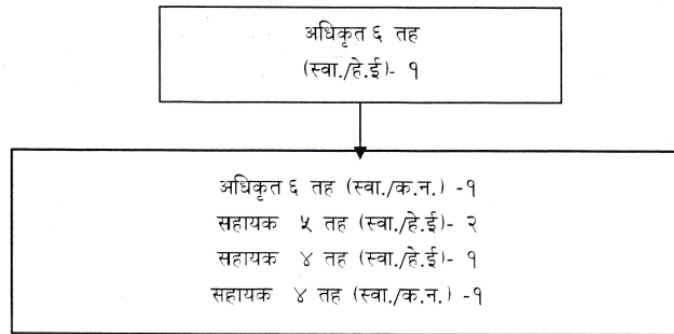 अधिकृत ६ तह
(स्वा./हे.ई)- १
अधिकृत ६ तह (स्वा./क.न.) -१
सहायक ५ तह (स्वा./हे.ई)- २
सहायक ४ तह (स्वा./हे.ई)- १
सहायक ४ तह (स्वा./क.न.) -१